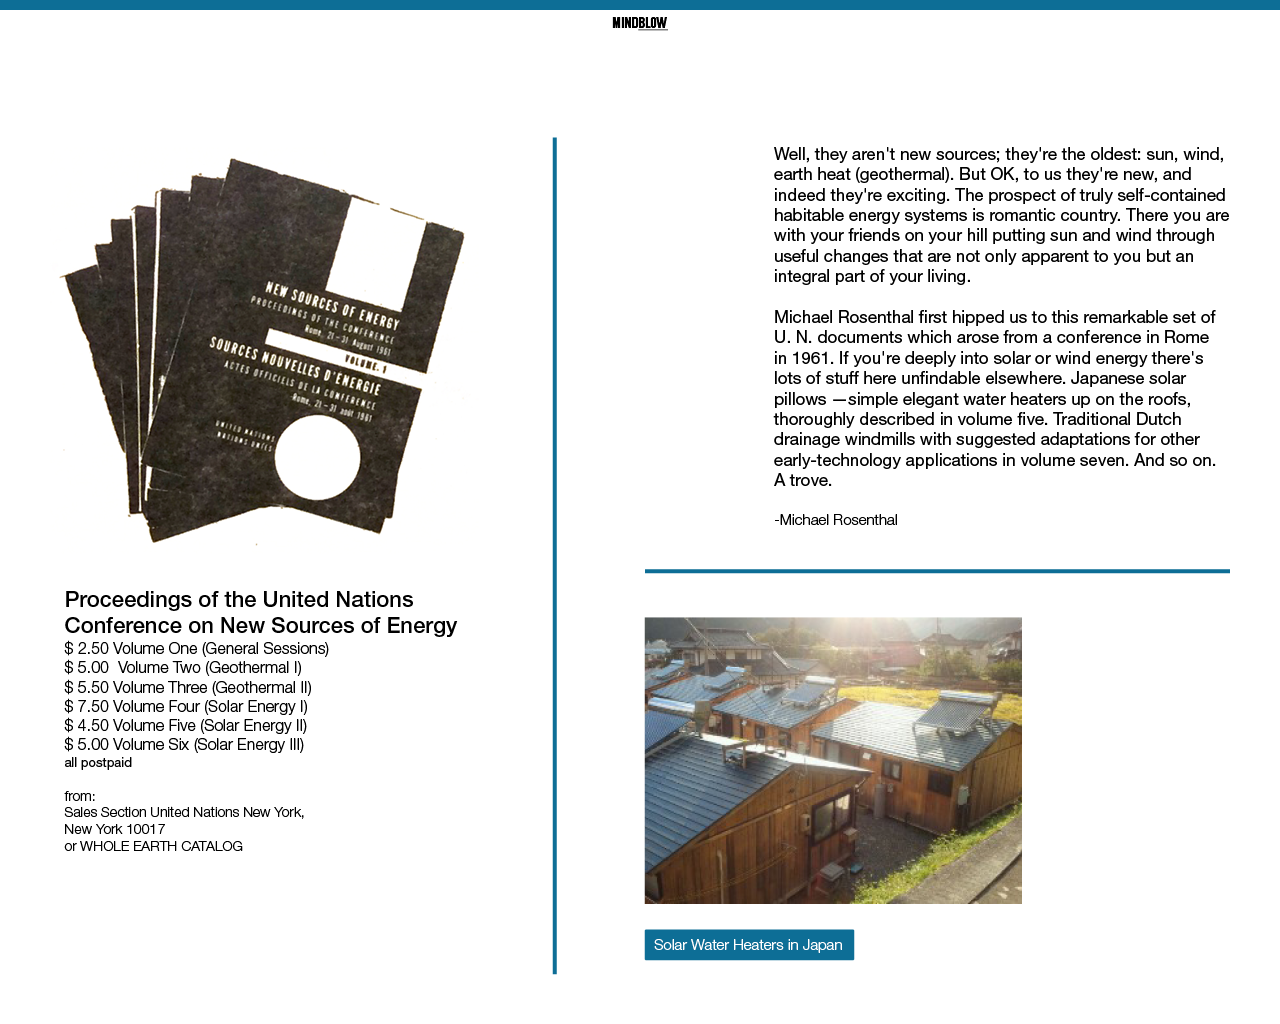 MINDBLOW
NEW SOURCES OF ENERGY
PROCEEDINGS OF THE CONFERENCE
Rome, 21–31 August 1961
VOLUME. 1
SOURCES NOUVELLES D'ÉNERGIE
ACTES OFFICIELS DE LA CONFÉRENCE
Rome, 21–31 août 1961
UNITED NATIONS
NATIONS UNIES
Proceedings of the United Nations
Conference on New Sources of Energy
$ 2.50 Volume One (General Sessions)
$ 5.00  Volume Two (Geothermal I)
$ 5.50 Volume Three (Geothermal II)
$ 7.50 Volume Four (Solar Energy I)
$ 4.50 Volume Five (Solar Energy II)
$ 5.00 Volume Six (Solar Energy III)
all postpaid
from:
Sales Section United Nations New York,
New York 10017
or WHOLE EARTH CATALOG
Well, they aren't new sources; they're the oldest: sun, wind,
earth heat (geothermal). But OK, to us they're new, and
indeed they're exciting. The prospect of truly self-contained
habitable energy systems is romantic country. There you are
with your friends on your hill putting sun and wind through
useful changes that are not only apparent to you but an
integral part of your living.
Michael Rosenthal first hipped us to this remarkable set of
U. N. documents which arose from a conference in Rome
in 1961. If you're deeply into solar or wind energy there's
lots of stuff here unfindable elsewhere. Japanese solar
pillows —simple elegant water heaters up on the roofs,
thoroughly described in volume five. Traditional Dutch
drainage windmills with suggested adaptations for other
early-technology applications in volume seven. And so on.
A trove.
-Michael Rosenthal
Solar Water Heaters in Japan